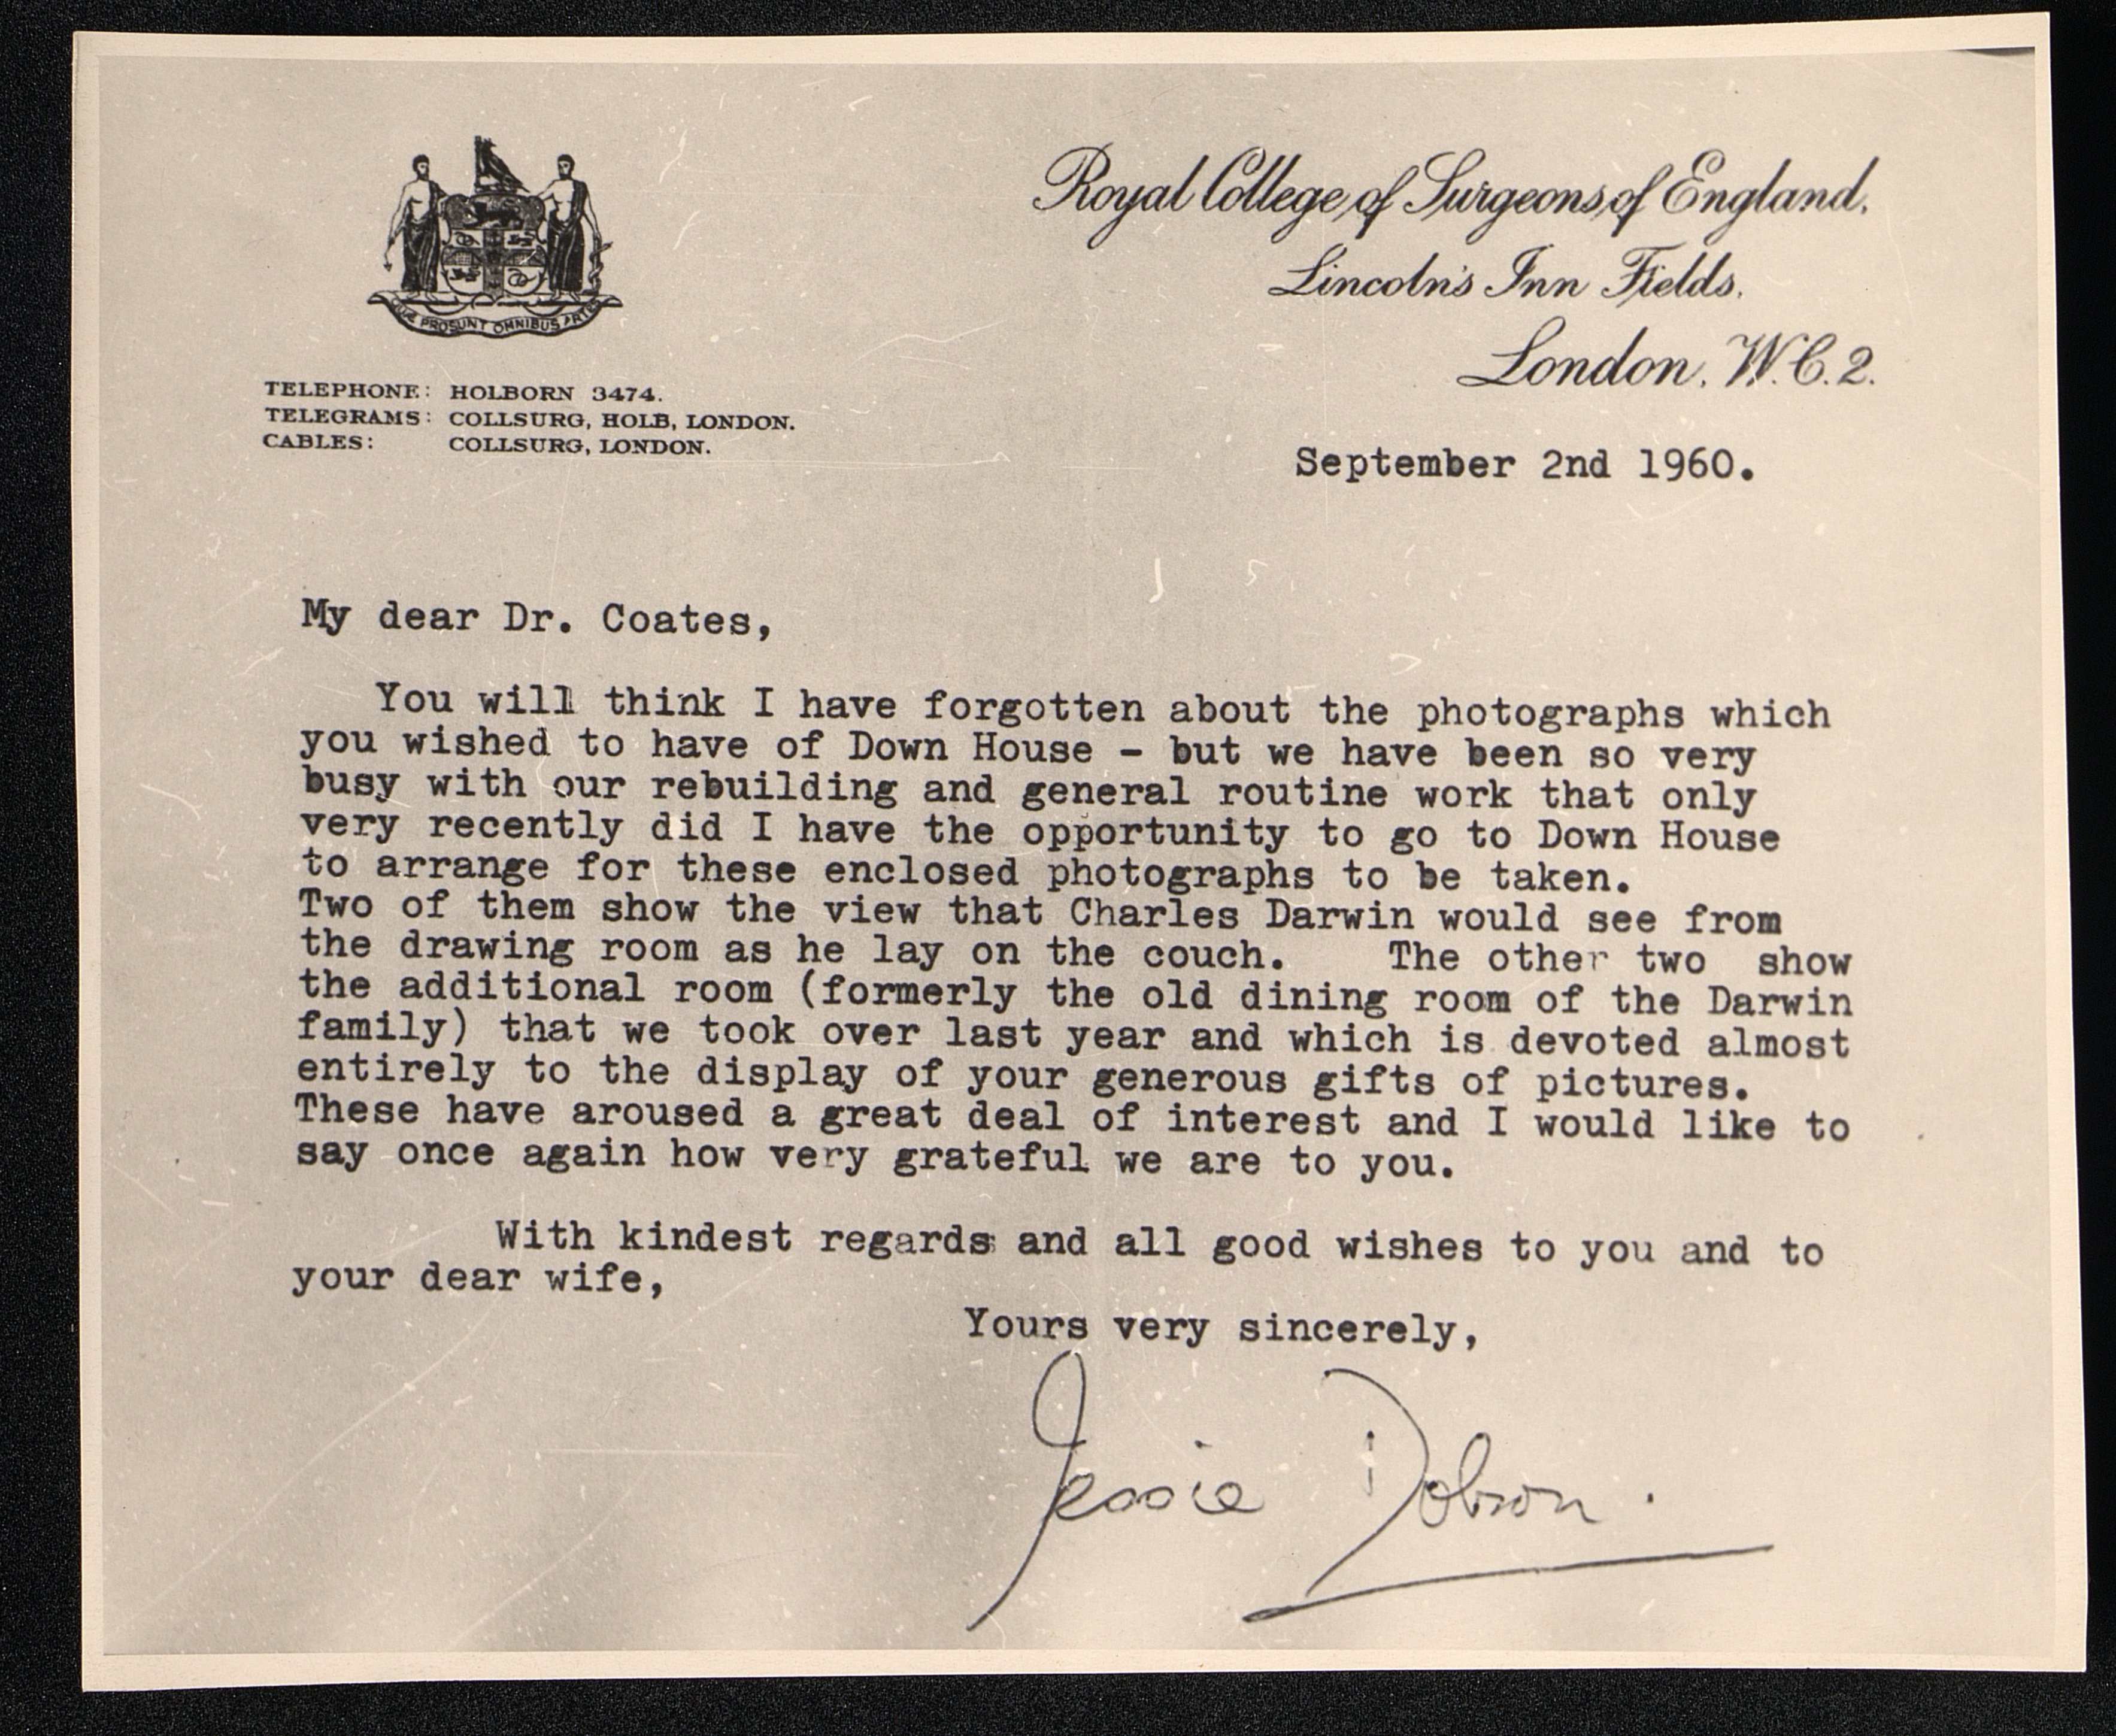 QUAE PROSUNT OMNIBUS ARTES
Royal College of Surgeons of England,
Lincoln's Inn Fields,
London, W.C.2.
TELEPHONE: HOLBORN 3474.
TELEGRAMS: COLLSURG, HOLB, LONDON.
CABLES: COLLSURG, LONDON.
September 2nd 1960.
My dear Dr. Coates,
You will think I have forgotten about the photographs which
you wished to have of Down House - but we have been so very
busy with our rebuilding and general routine work that only
very recently did I have the opportunity to go to Down House
to arrange for these enclosed photographs to be taken.
Two of them show the view that Charles Darwin would see from
the drawing room as he lay on the couch. The other two show
the additional room (formerly the old dining room of the Darwin
family) that we took over last year and which is devoted almost
entirely to the display of your generous gifts of pictures.
These have aroused a great deal of interest and I would like to
say once again how very grateful we are to you.
With kindest regards and all good wishes to you and to
your dear wife,
Yours very sincerely,
Jessie Dobson.